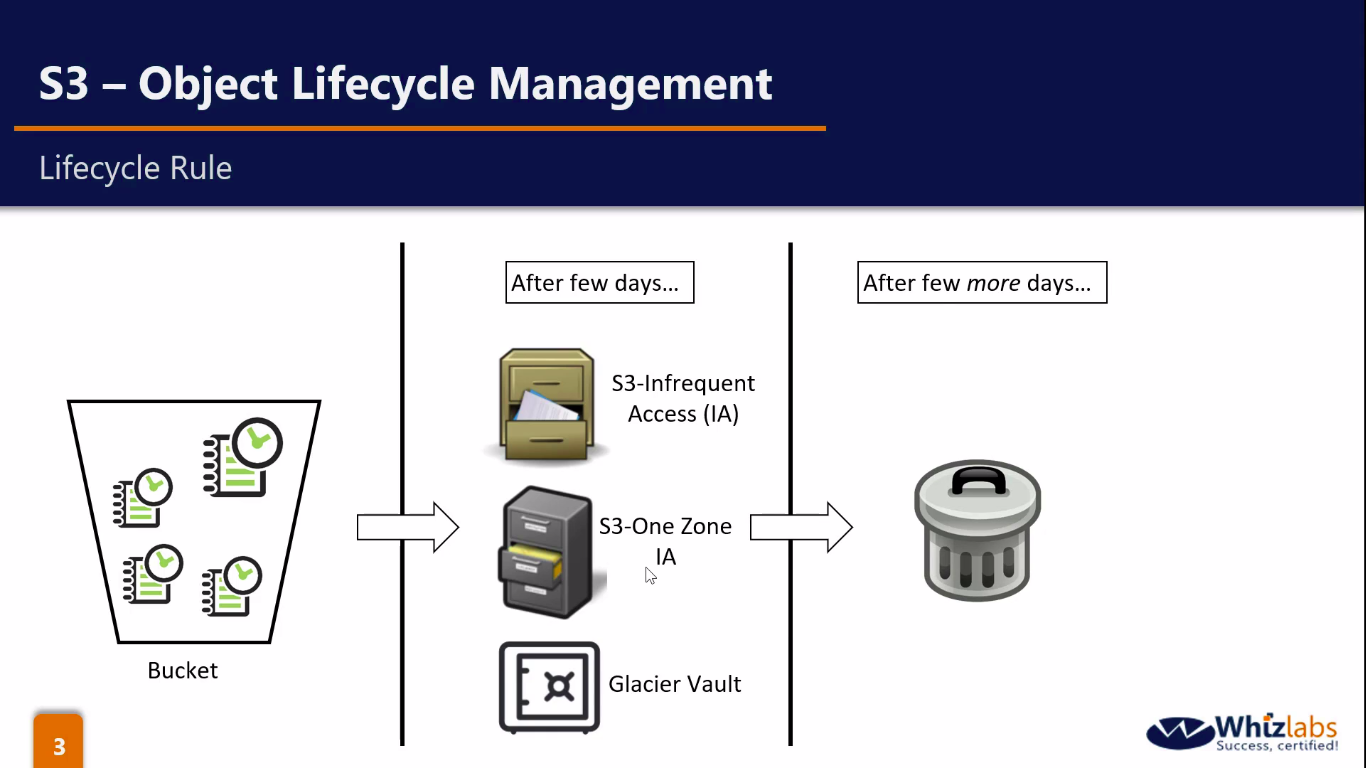 S3 – Object Lifecycle Management
Lifecycle Rule
After few days...
After few more days...
S3-Infrequent
Access (IA)
S3-One Zone
IA
Glacier Vault
Bucket
3
Whizlabs
Success, certified!